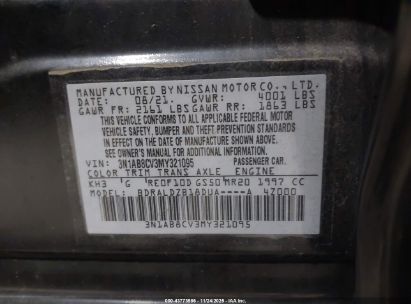 MANUFACTURED BY NISSAN MOTOR CO., LTD.
DATE: 08/21. GVWR: 4001 LBS
GAWR FR: 2161 LBS GAWR RR: 1863 LBS
THIS VEHICLE CONFORMS TO ALL APPLICABLE FEDERAL MOTOR
VEHICLE SAFETY, BUMPER AND THEFT PREVENTION STANDARDS IN
EFFECT ON THE DATE OF MANUFACTURE SHOWN ABOVE.
SEE OWNER'S MANUAL FOR ADDITIONAL INFORMATION.
VIN: 3N1AB8CV3MY321095 PASSENGER CAR.
COLOR TRIM TRANS AXLE ENGINE
KH3 G RE0F10D GS50 MR20 1997 CC
MODEL: BDRALDZB18DUA----A 4Z000
3N1AB8CV3MY321095